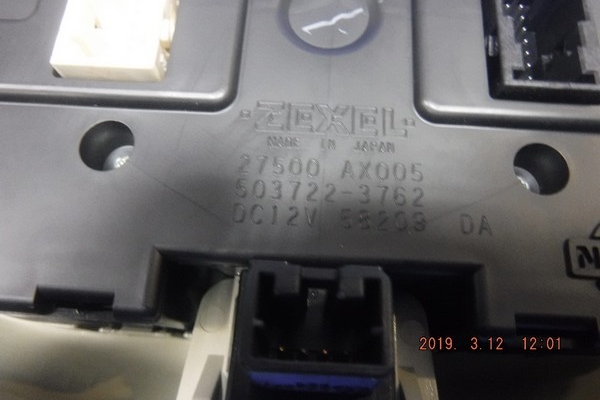 ZEXEL
MADE IN JAPAN
27500 AX005
503722-3762
DC12V 58209 DA
2019. 3.12 12:01